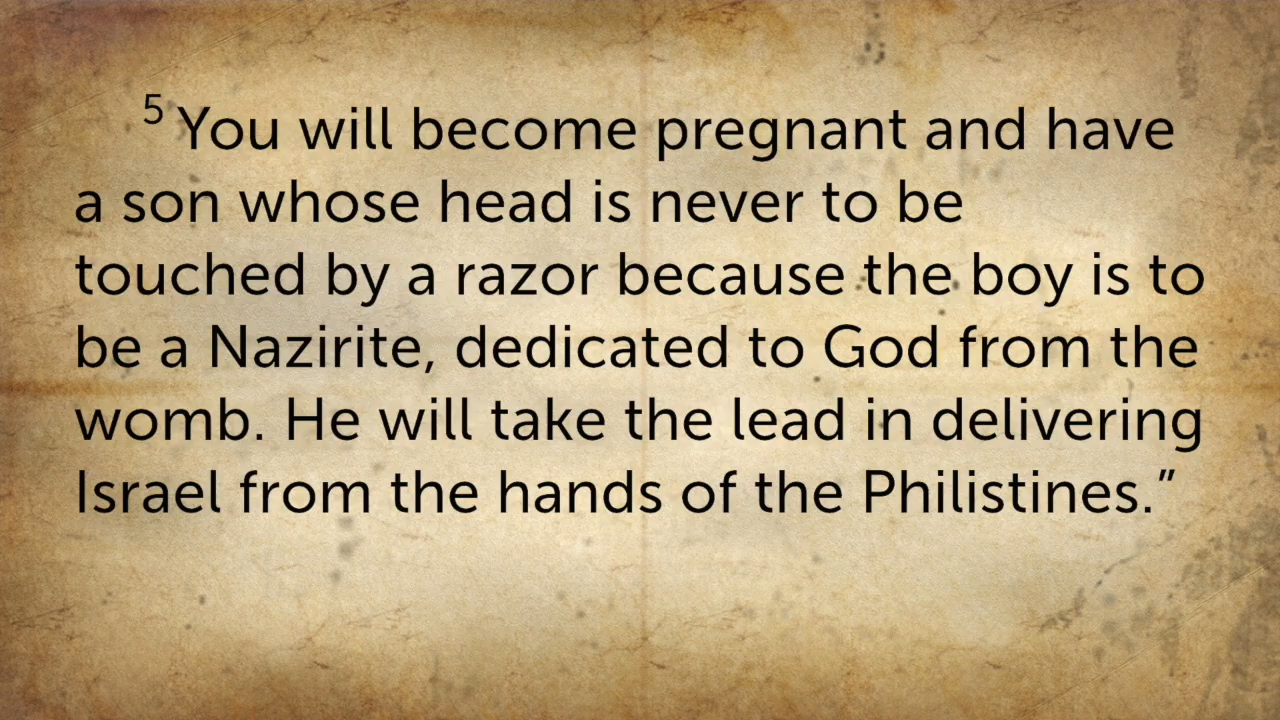 5 You will become pregnant and have
a son whose head is never to be
touched by a razor because the boy is to
be a Nazirite, dedicated to God from the
womb. He will take the lead in delivering
Israel from the hands of the Philistines.”